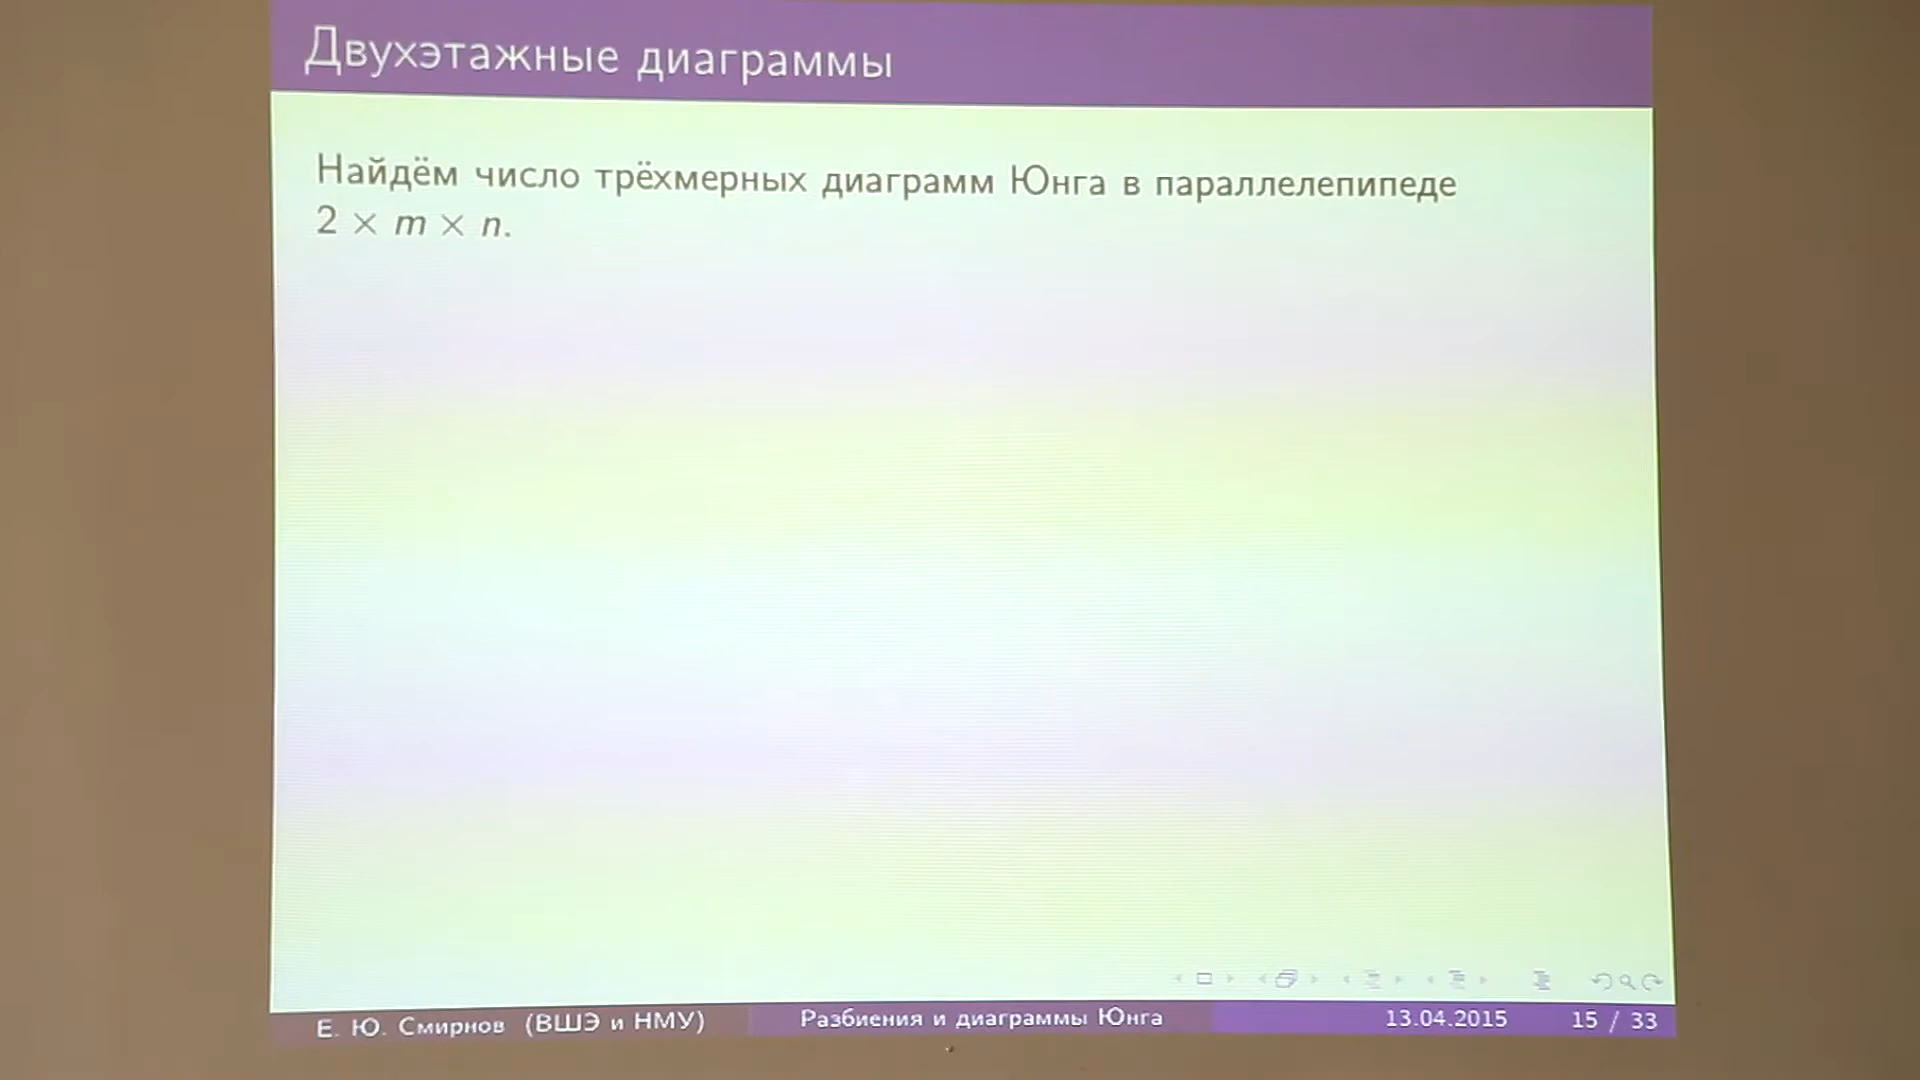 Двухэтажные диаграммы
Найдём число трёхмерных диаграмм Юнга в параллелепипеде
2 × m × n.
Е. Ю. Смирнов (ВШЭ и НМУ)
Разбиения и диаграммы Юнга
13.04.2015
15 / 33